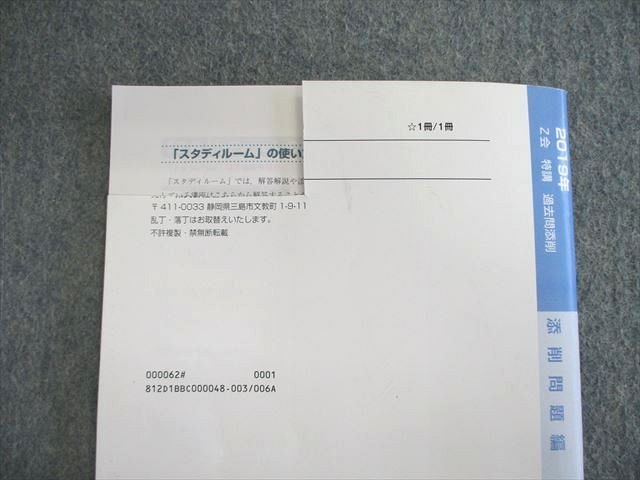 ☆1冊/1冊
「スタディルーム」の使い
「スタディルーム」では、解答解説や
〒411-0033 静岡県三島市文教町 1-9-11
乱丁・落丁はお取替えいたします。
不許複製・禁無断転載
000062# 0001
812D1BBC000048-003/006A
2019年
Z会 特講 過去問添削
添削問題編